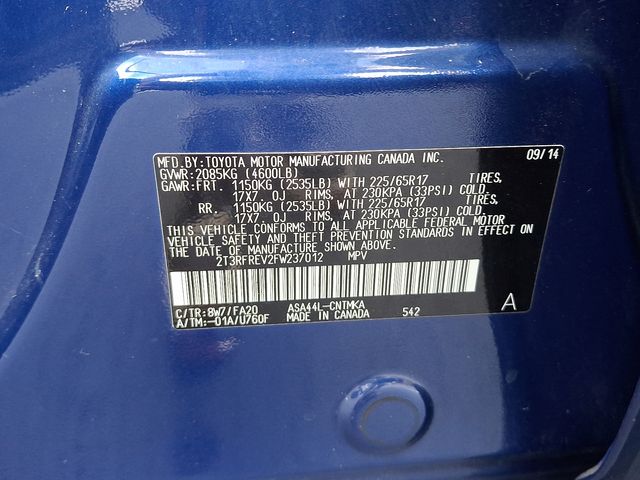 MFD.BY:TOYOTA MOTOR MANUFACTURING CANADA INC. 09/14
GVWR:2085KG (4600LB)
GAWR:FRT. 1150KG (2535LB) WITH 225/65R17 TIRES,
17X7. 0J RIMS, AT 230KPA (33PSI) COLD.
RR. 1150KG (2535LB) WITH 225/65R17 TIRES,
17X7. 0J RIMS, AT 230KPA (33PSI) COLD.
THIS VEHICLE CONFORMS TO ALL APPLICABLE FEDERAL MOTOR
VEHICLE SAFETY AND THEFT PREVENTION STANDARDS IN EFFECT ON
THE DATE OF MANUFACTURE SHOWN ABOVE.
2T3RFREV2FW237012 MPV
C/TR:8W7/FA20 ASA44L-CNTMKA A
A/TM:-01A/U760F MADE IN CANADA 542